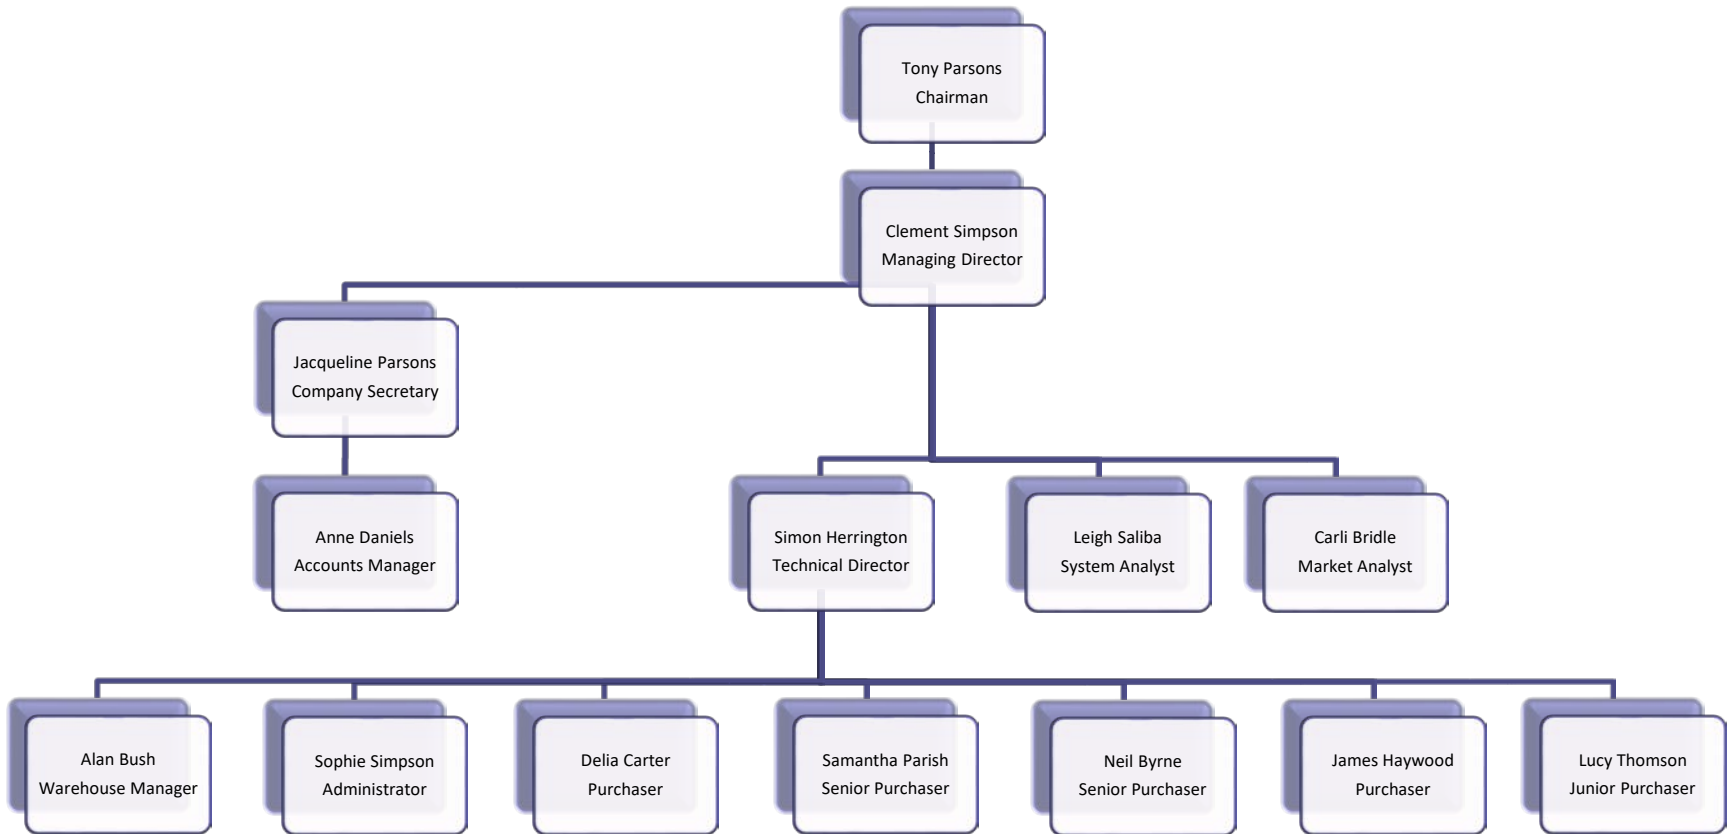 Tony Parsons
Chairman
Clement Simpson
Managing Director
Jacqueline Parsons
Company Secretary
Anne Daniels
Accounts Manager
Simon Herrington
Technical Director
Leigh Saliba
System Analyst
Carli Bridle
Market Analyst
Alan Bush
Warehouse Manager
Sophie Simpson
Administrator
Delia Carter
Purchaser
Samantha Parish
Senior Purchaser
Neil Byrne
Senior Purchaser
James Haywood
Purchaser
Lucy Thomson
Junior Purchaser